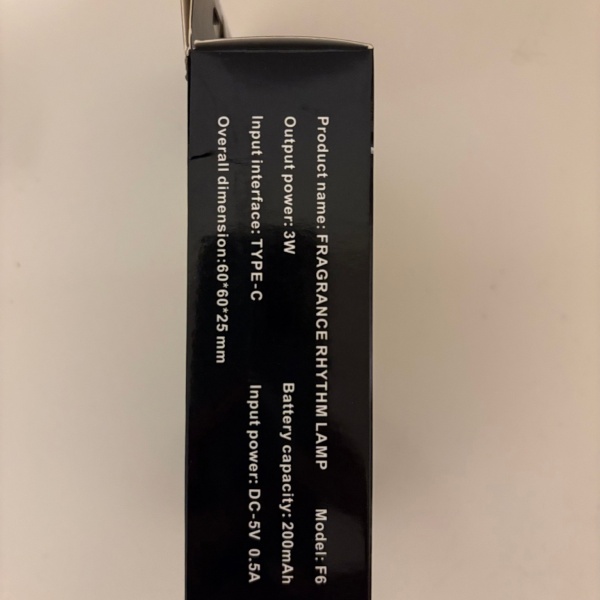 Product name: FRAGRANCE RHYTHM LAMP Model: F6
Output power: 3W Battery capacity: 200mAh
Input interface: TYPE-C Input power: DC-5V 0.5A
Overall dimension:60*60*25 mm